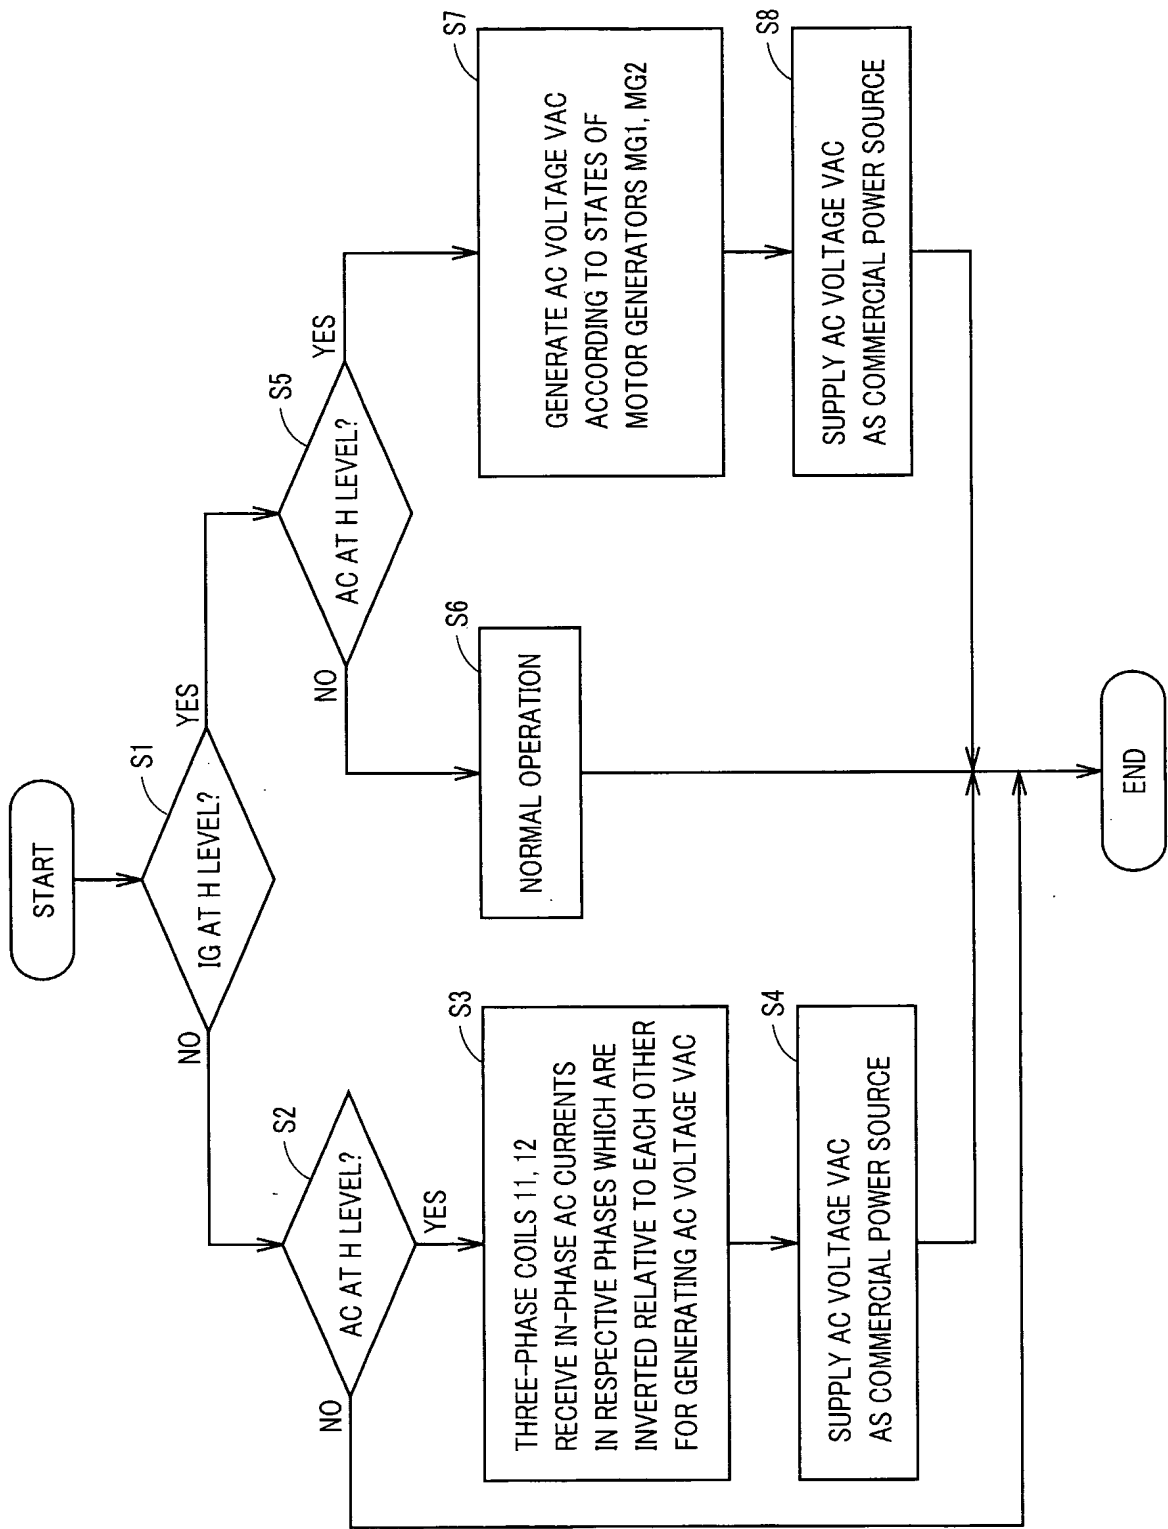 START
S1
IG AT H LEVEL?
NO
YES
S2
AC AT H LEVEL?
NO
YES
S3
THREE-PHASE COILS 11, 12
RECEIVE IN-PHASE AC CURRENTS
IN RESPECTIVE PHASES WHICH ARE
INVERTED RELATIVE TO EACH OTHER
FOR GENERATING AC VOLTAGE VAC
S4
SUPPLY AC VOLTAGE VAC
AS COMMERCIAL POWER SOURCE
S5
AC AT H LEVEL?
NO
YES
S6
NORMAL OPERATION
S7
GENERATE AC VOLTAGE VAC
ACCORDING TO STATES OF
MOTOR GENERATORS MG1, MG2
S8
SUPPLY AC VOLTAGE VAC
AS COMMERCIAL POWER SOURCE
END